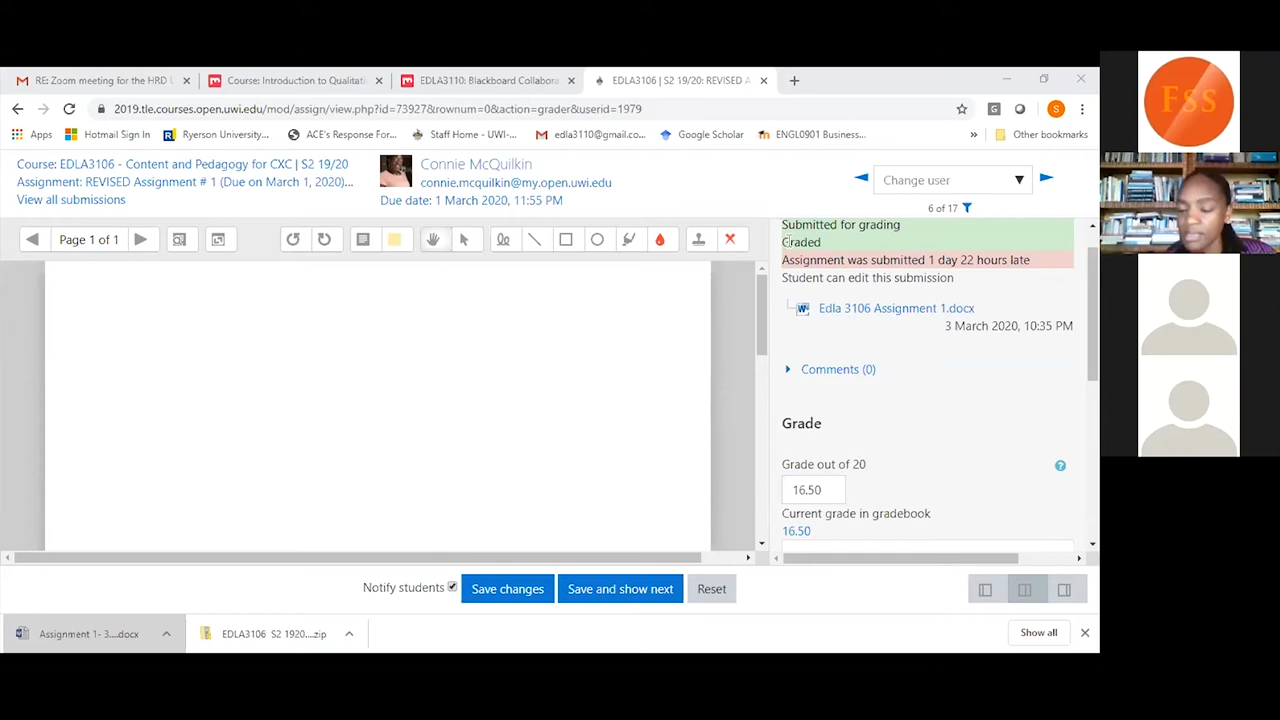 RE: Zoom meeting for the HRD U
Course: Introduction to Qualitati
EDLA3110: Blackboard Collabora
EDLA3106 | S2 19/20: REVISED A
2019.tle.courses.open.uwi.edu/mod/assign/view.php?id=73927&rownum=0&action=grader&userid=1979
Apps
Hotmail Sign In
Ryerson University...
ACE's Response For...
Staff Home - UWI-...
edla3110@gmail.co...
Google Scholar
ENGL0901 Business...
»
Other bookmarks
Course: EDLA3106 - Content and Pedagogy for CXC | S2 19/20
Assignment: REVISED Assignment # 1 (Due on March 1, 2020)...
View all submissions
Connie McQuilkin
connie.mcquilkin@my.open.uwi.edu
Due date: 1 March 2020, 11:55 PM
Change user
6 of 17
Page 1 of 1
Submitted for grading
Graded
Assignment was submitted 1 day 22 hours late
Student can edit this submission
Edla 3106 Assignment 1.docx
3 March 2020, 10:35 PM
Comments (0)
Grade
Grade out of 20
16.50
Current grade in gradebook
16.50
Notify students
Save changes
Save and show next
Reset
Assignment 1- 3....docx
EDLA3106 S2 1920....zip
Show all
FSS